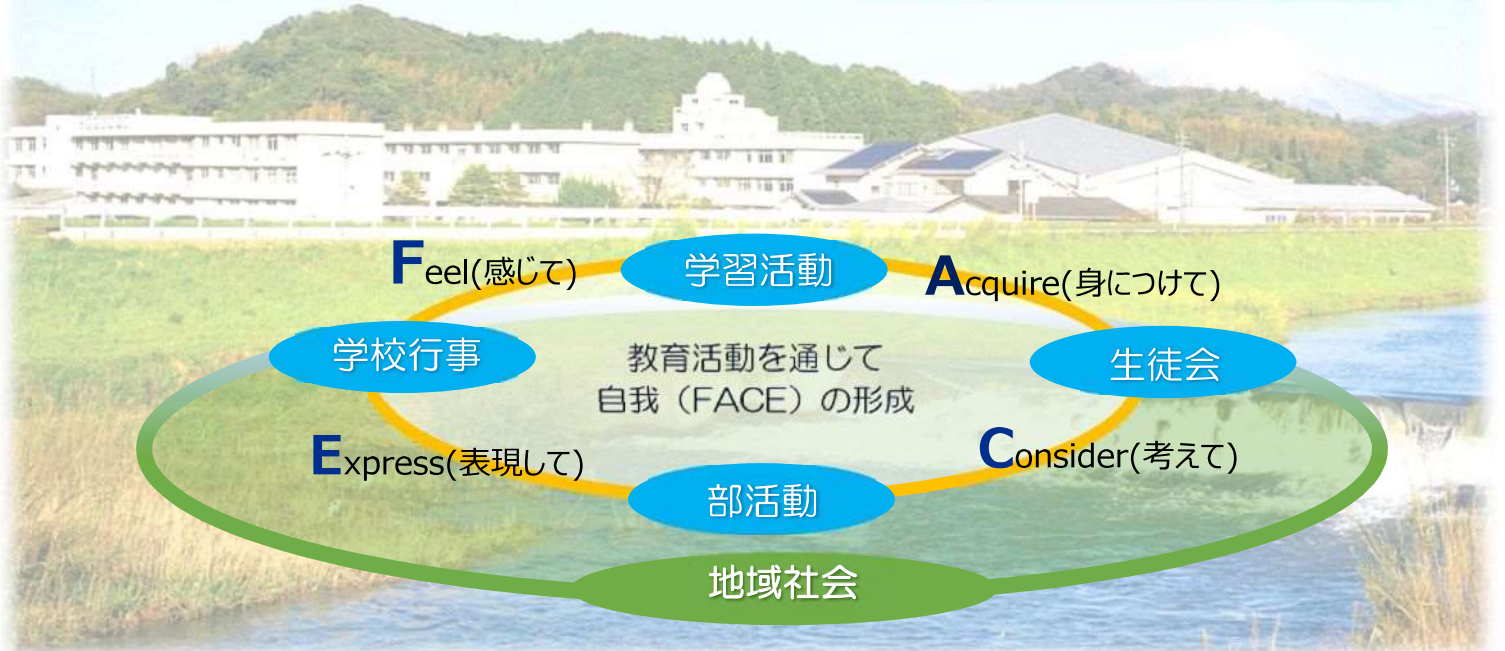 Feel(感じて)
学習活動
Acquire(身につけて)
学校行事
教育活動を通じて
自我（FACE）の形成
生徒会
Express(表現して)
部活動
Consider(考えて)
地域社会